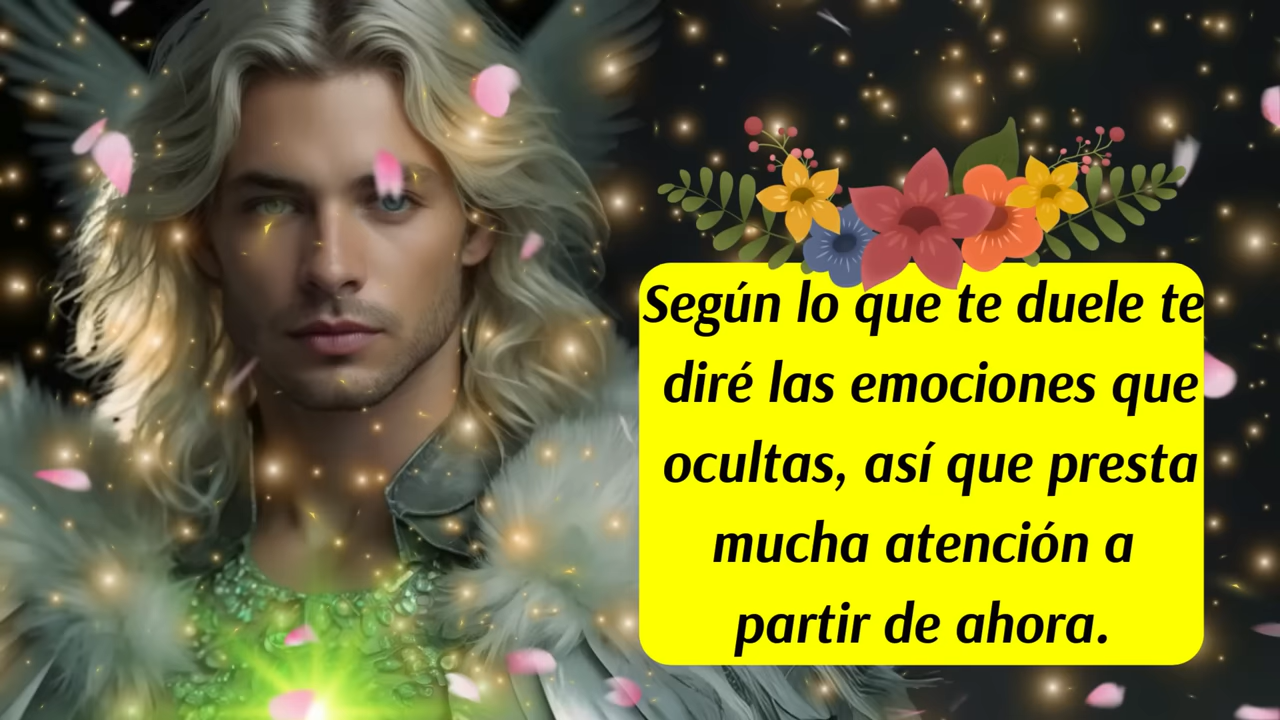 Según lo que te duele te
diré las emociones que
ocultas, así que presta
mucha atención a
partir de ahora.